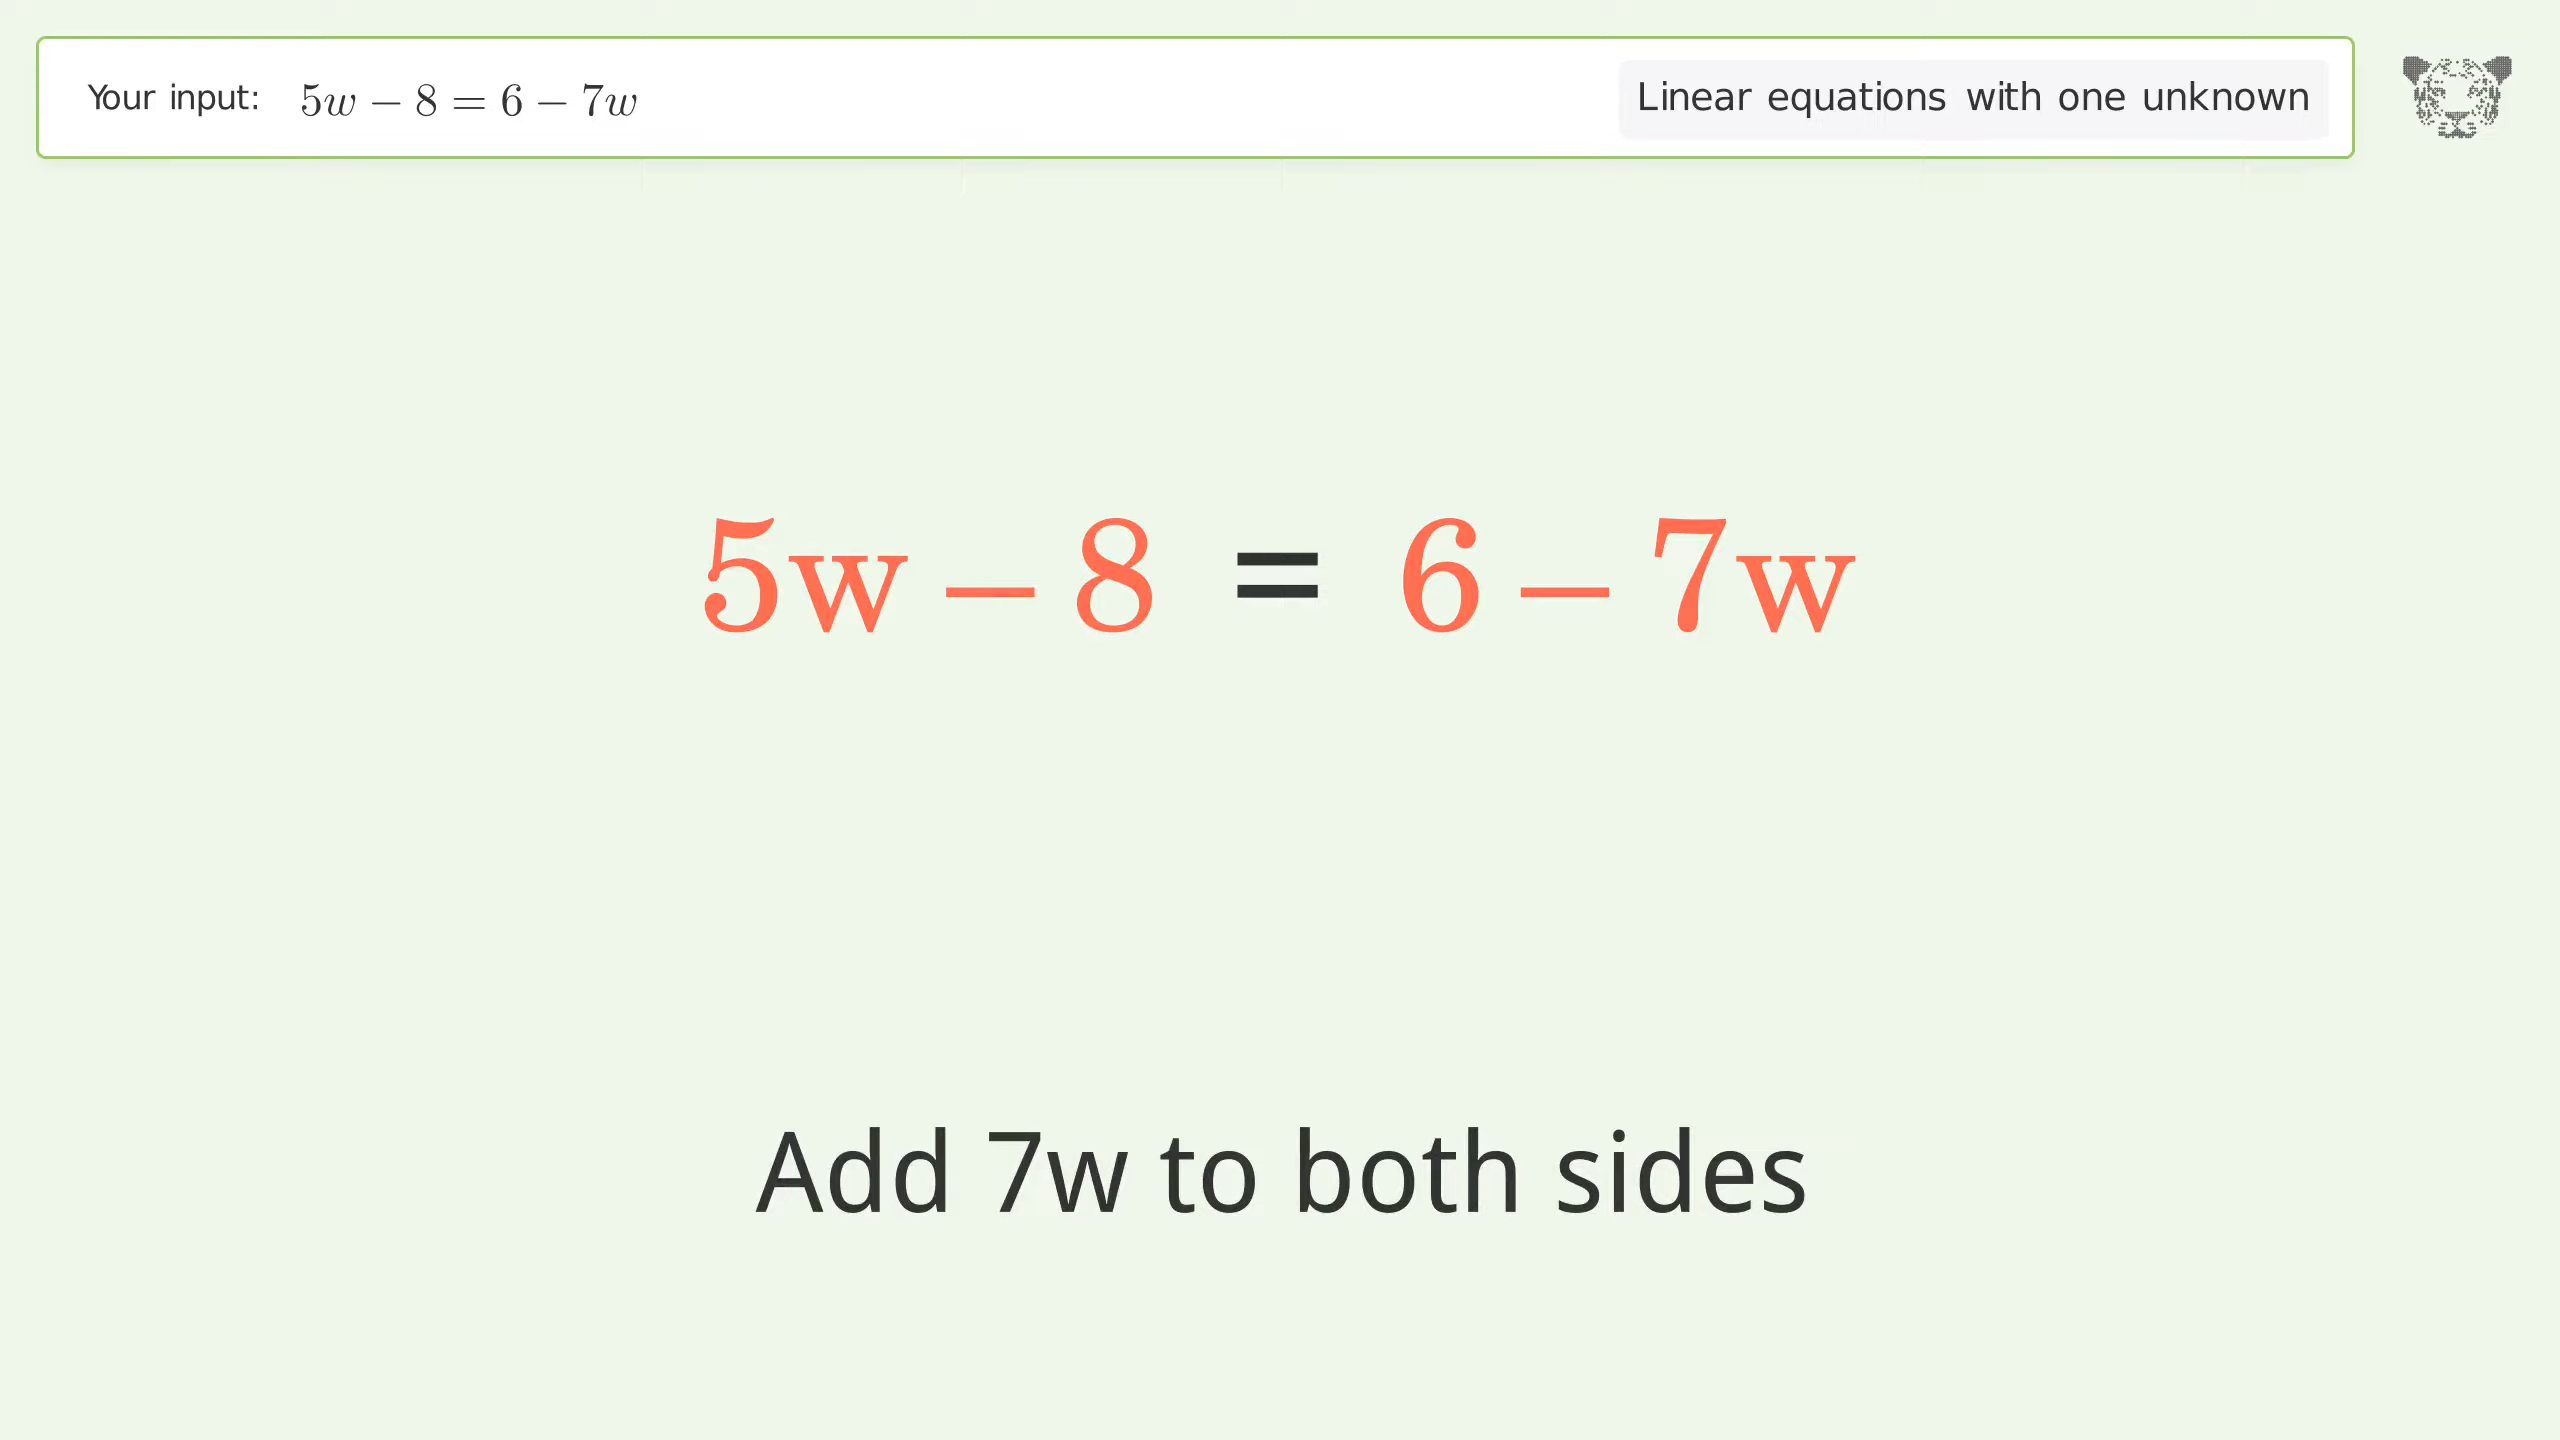 Your input: 5w − 8 = 6 − 7w
Linear equations with one unknown
5w − 8 = 6 − 7w
Add 7w to both sides